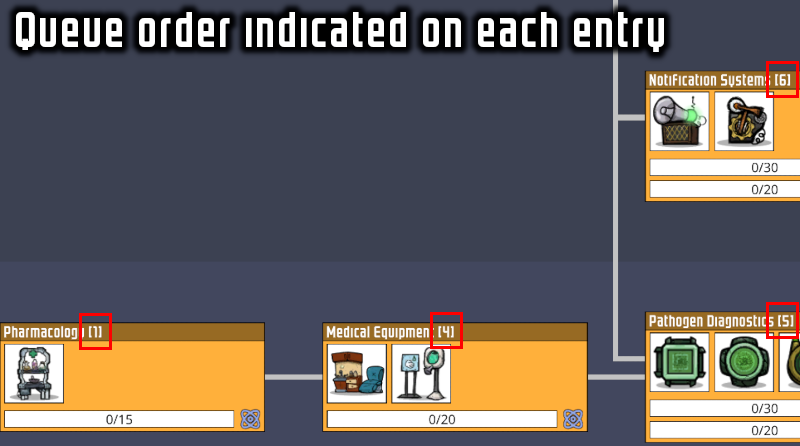 Queue order indicated on each entry
Notification Systems [6]
0/30
0/20
Pharmacology [1]
0/15
Medical Equipment [4]
0/20
Pathogen Diagnostics [5]
0/30
0/20